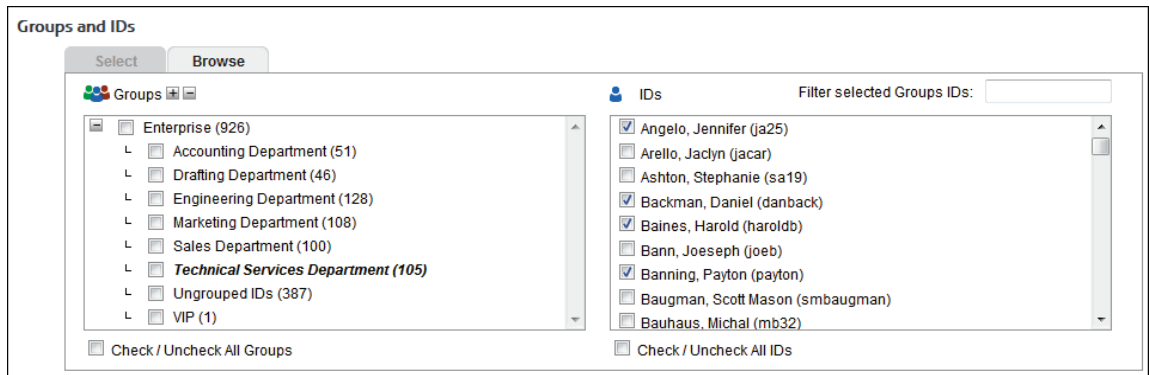 Groups and IDs
Select Browse
Groups IDs Filter selected Groups IDs:
Enterprise (926)
Accounting Department (51)
Drafting Department (46)
Engineering Department (128)
Marketing Department (108)
Sales Department (100)
Technical Services Department (105)
Ungrouped IDs (387)
VIP (1)
Check / Uncheck All Groups
Angelo, Jennifer (ja25)
Arello, Jaclyn (jacar)
Ashton, Stephanie (sa19)
Backman, Daniel (danback)
Baines, Harold (haroldb)
Bann, Joeseph (joeb)
Banning, Payton (payton)
Baugman, Scott Mason (smbaugman)
Bauhaus, Michal (mb32)
Check / Uncheck All IDs